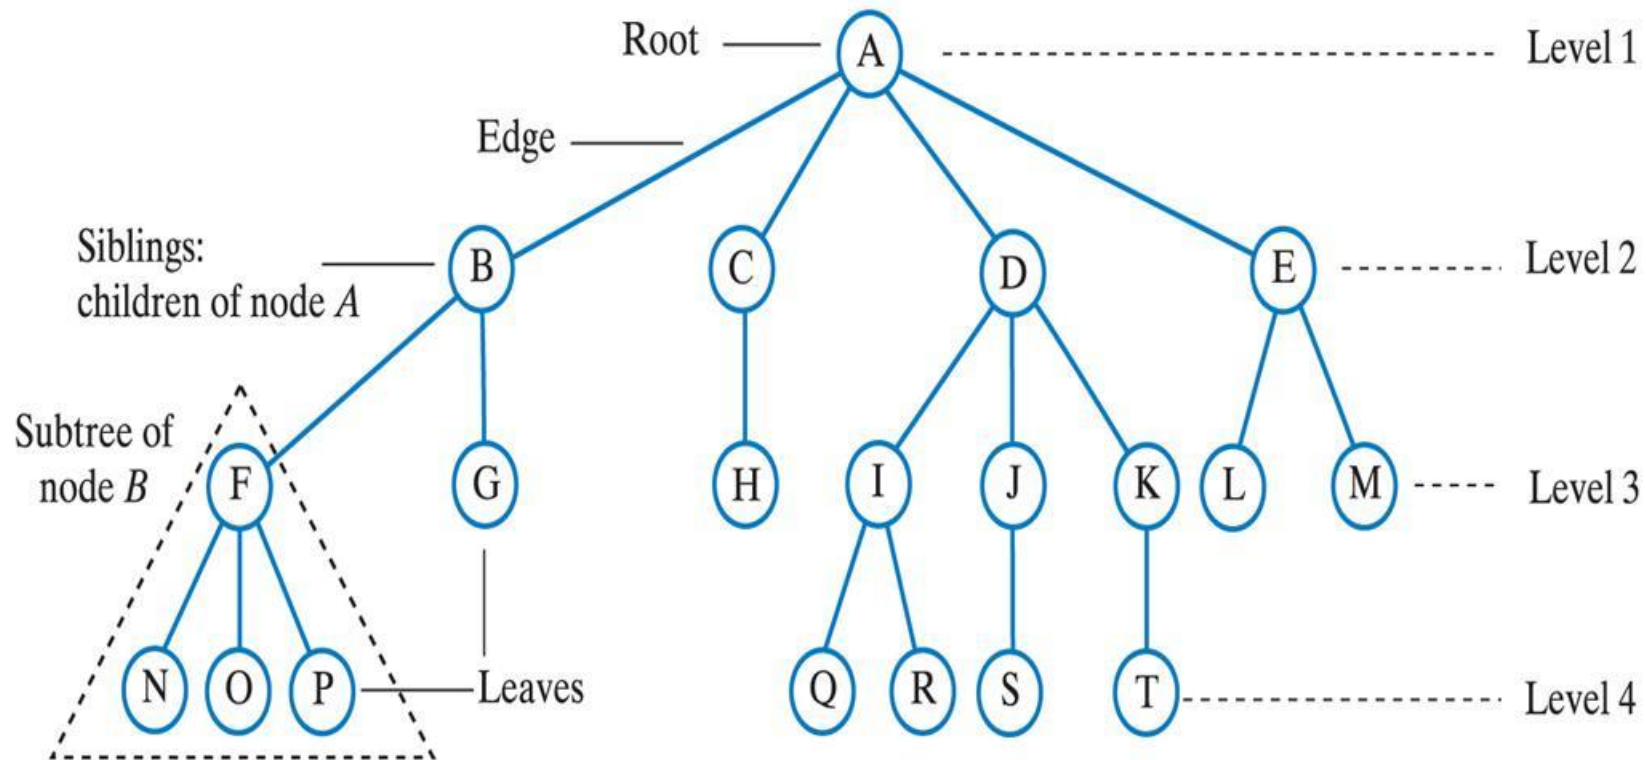 Root
A
Level 1
Edge
Siblings:
children of node A
B
C
D
E
Level 2
Subtree of
node B
F
G
H
I
J
K
L
M
Level 3
N
O
P
Leaves
Q
R
S
T
Level 4